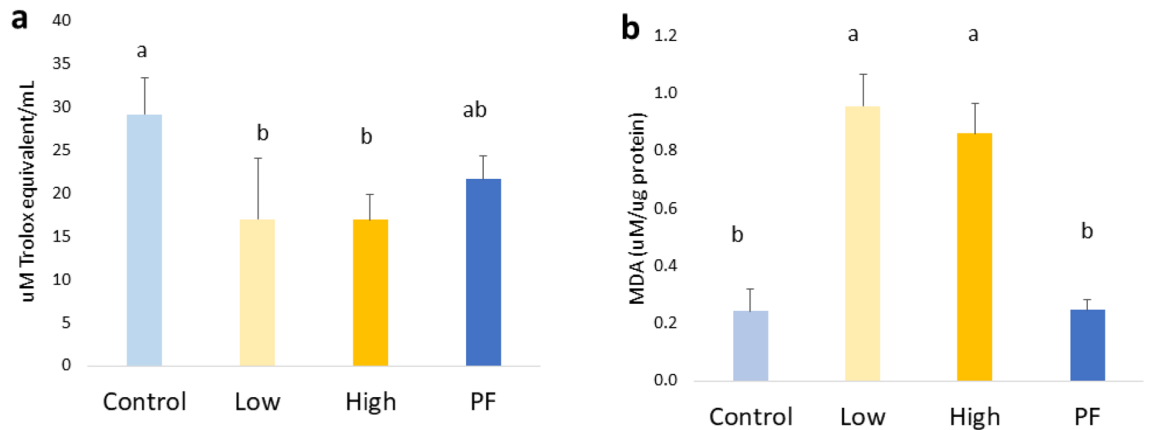 a
uM Trolox equivalent/mL
40
35
30
25
20
15
10
5
0
a
b
b
ab
Control
Low
High
PF
b
MDA (uM/ug protein)
1.2
1.0
0.8
0.6
0.4
0.2
0.0
b
a
a
b
Control
Low
High
PF